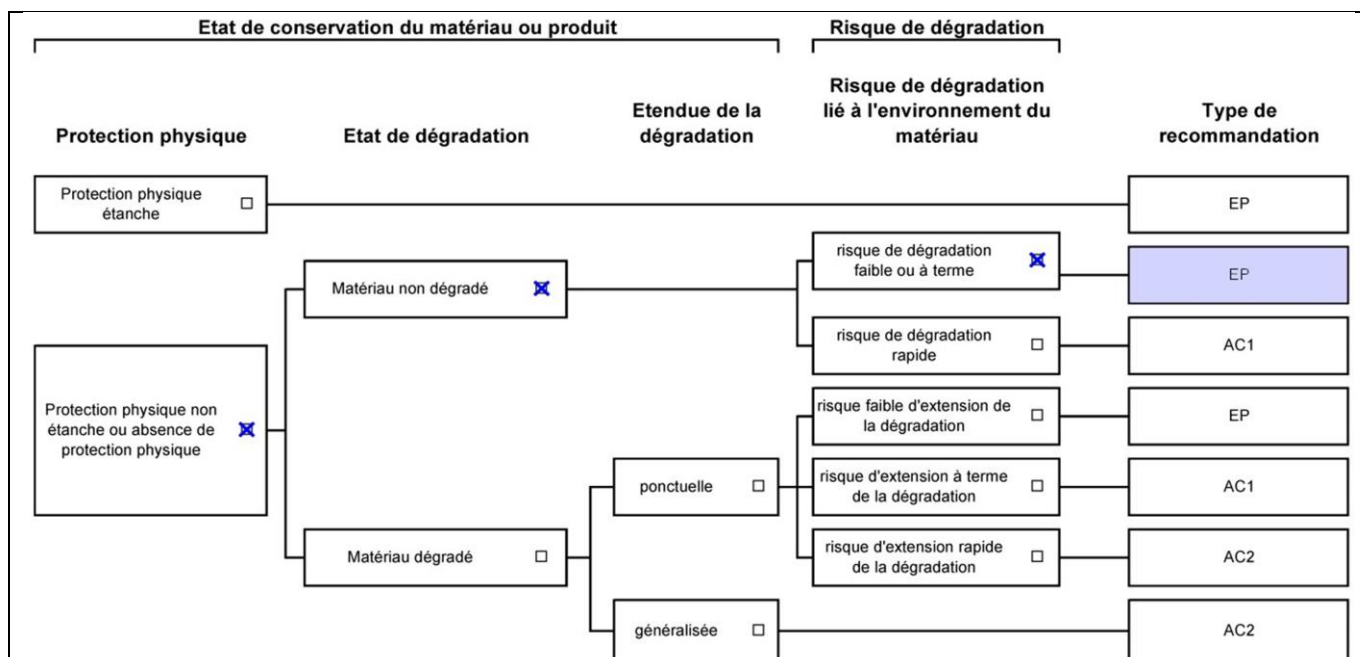 Etat de conservation du matériau ou produit
Risque de dégradation
Protection physique
Etat de dégradation
Etendue de la
dégradation
Risque de dégradation
lié à l'environnement du
matériau
Type de
recommandation
Protection physique
étanche
EP
Matériau non dégradé
risque de dégradation
faible ou à terme
EP
risque de dégradation
rapide
AC1
Protection physique non
étanche ou absence de
protection physique
risque faible d'extension de
la dégradation
EP
ponctuelle
risque d'extension à terme
de la dégradation
AC1
Matériau dégradé
risque d'extension rapide
de la dégradation
AC2
généralisée
AC2